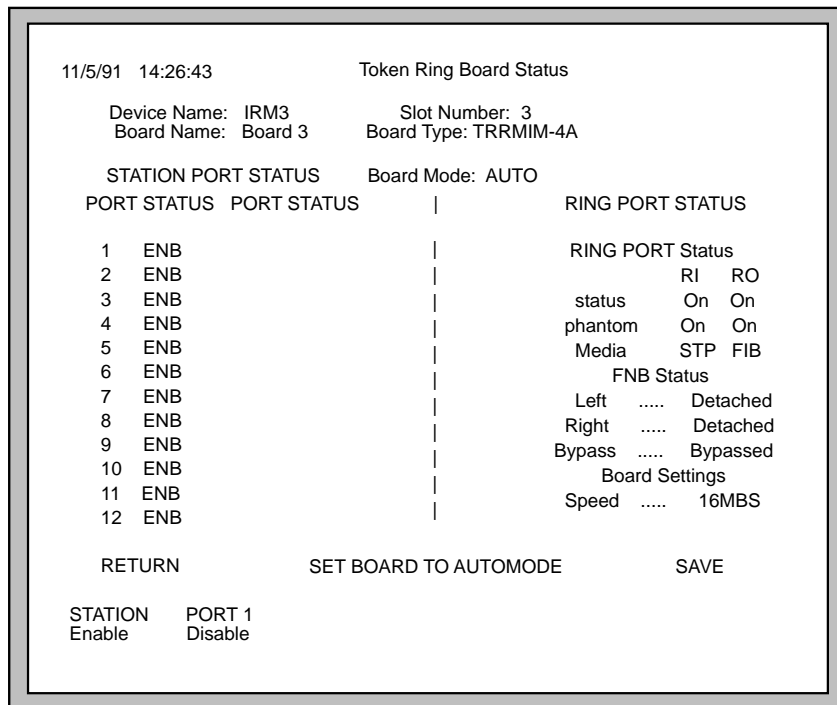 11/5/91 14:26:43 Token Ring Board Status
Device Name: IRM3 Slot Number: 3
Board Name: Board 3 Board Type: TRRMIM-4A
STATION PORT STATUS Board Mode: AUTO
PORT STATUS PORT STATUS | RING PORT STATUS
1 ENB | RING PORT Status
2 ENB | RI RO
3 ENB | status On On
4 ENB | phantom On On
5 ENB | Media STP FIB
6 ENB | FNB Status
7 ENB | Left ..... Detached
8 ENB | Right ..... Detached
9 ENB | Bypass ..... Bypassed
10 ENB | Board Settings
11 ENB | Speed ..... 16MBS
12 ENB |
RETURN SET BOARD TO AUTOMODE SAVE
STATION PORT 1
Enable Disable